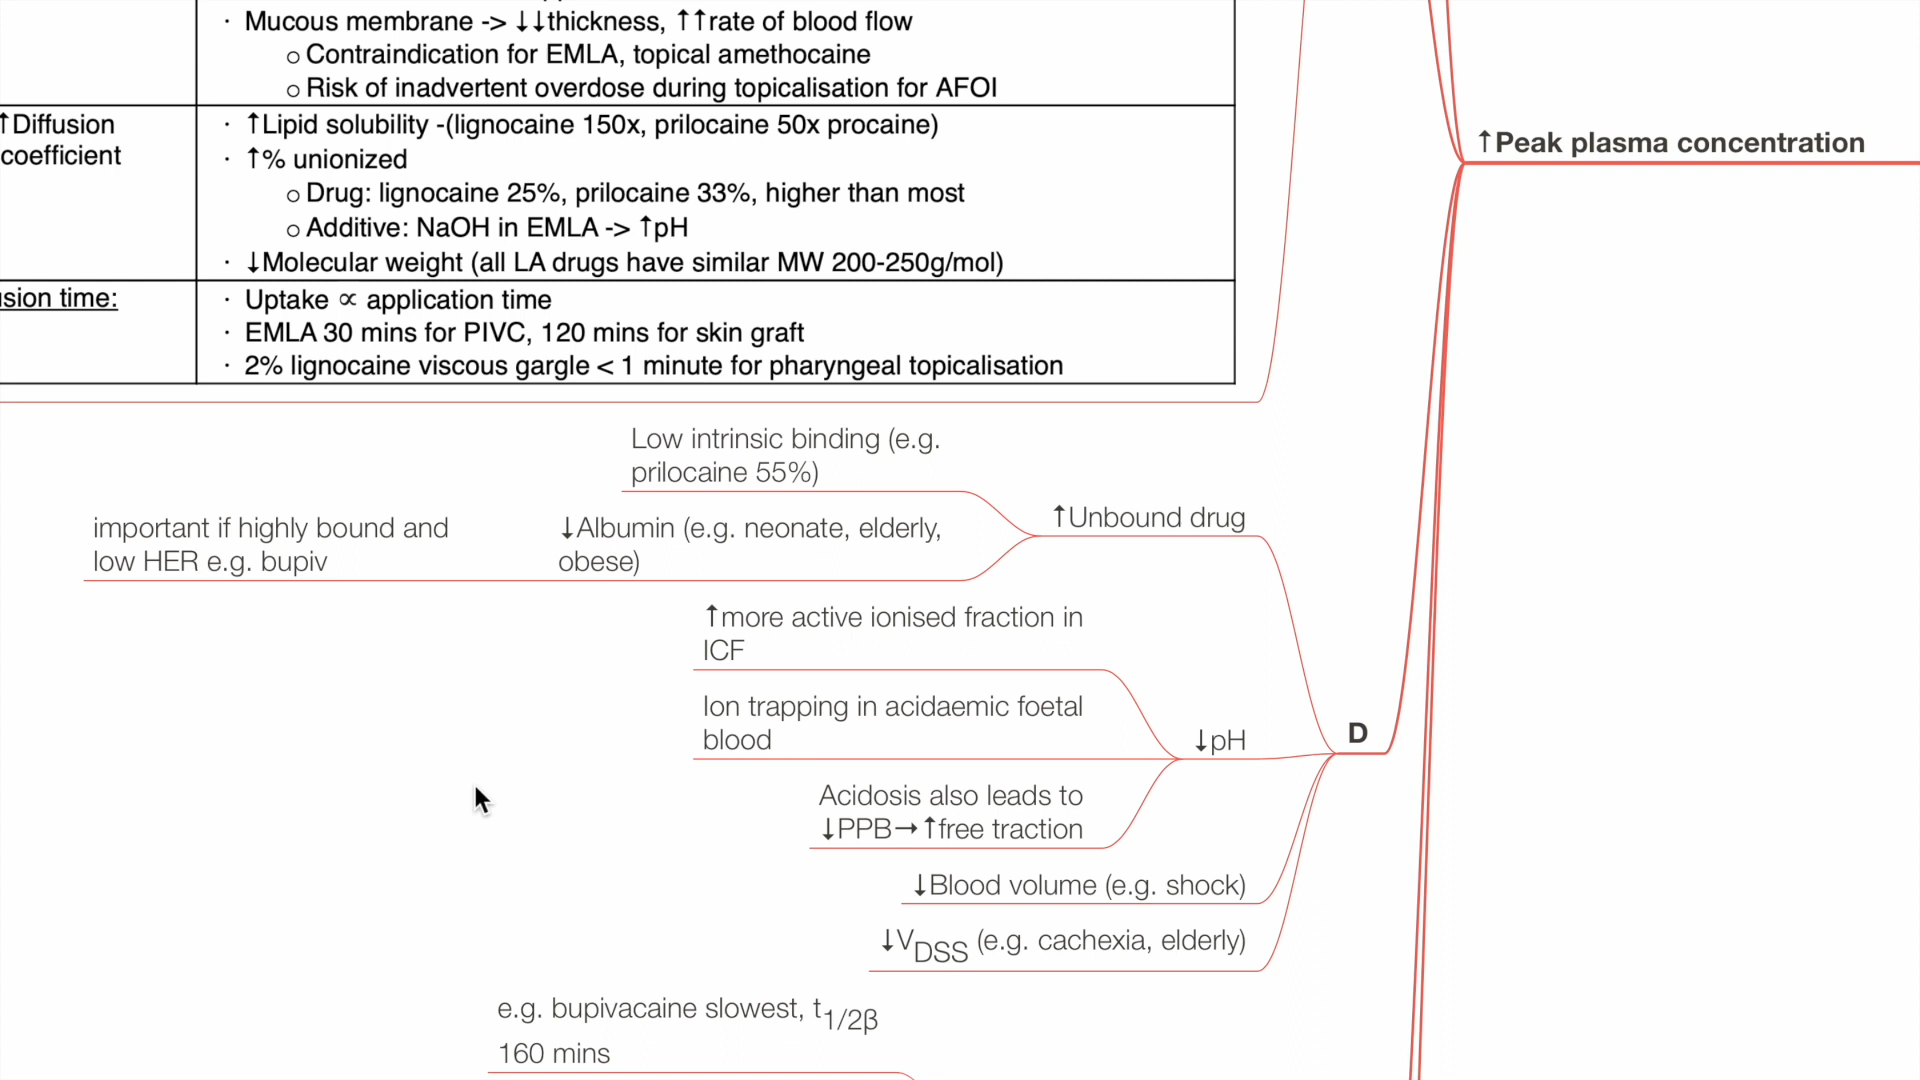 Mucous membrane -> ↓↓thickness, ↑↑rate of blood flow
Contraindication for EMLA, topical amethocaine
Risk of inadvertent overdose during topicalisation for AFOI
↑Diffusion
coefficient
↑Lipid solubility -(lignocaine 150x, prilocaine 50x procaine)
↑% unionized
Drug: lignocaine 25%, prilocaine 33%, higher than most
Additive: NaOH in EMLA -> ↑pH
↓Molecular weight (all LA drugs have similar MW 200-250g/mol)
usion time:
Uptake ∝ application time
EMLA 30 mins for PIVC, 120 mins for skin graft
2% lignocaine viscous gargle < 1 minute for pharyngeal topicalisation
↑Peak plasma concentration
Low intrinsic binding (e.g.
prilocaine 55%)
↑Unbound drug
important if highly bound and
low HER e.g. bupiv
↓Albumin (e.g. neonate, elderly,
obese)
↑more active ionised fraction in
ICF
Ion trapping in acidaemic foetal
blood
↓pH
D
Acidosis also leads to
↓PPB→↑free traction
↓Blood volume (e.g. shock)
↓VDSS (e.g. cachexia, elderly)
e.g. bupivacaine slowest, t1/2β
160 mins